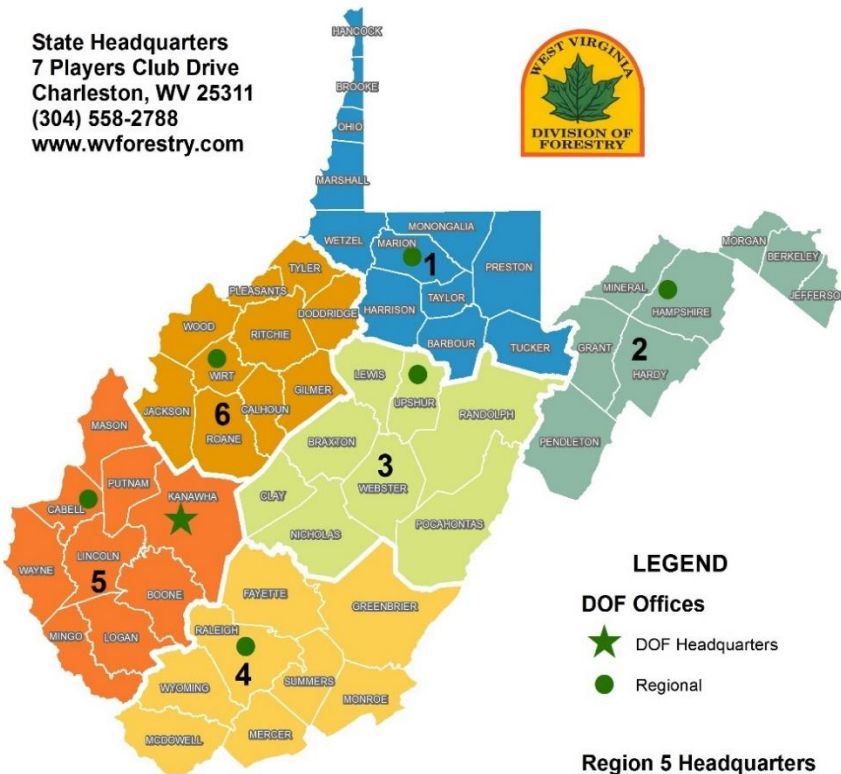 State Headquarters
7 Players Club Drive
Charleston, WV 25311
(304) 558-2788
www.wvforestry.com
WEST VIRGINIA
DIVISION OF
FORESTRY
HANCOCK
BROOKE
OHIO
MARSHALL
WETZEL
MONONGALIA
MARION
1
PRESTON
HARRISON
TAYLOR
BARBOUR
TUCKER
MORGAN
BERKELEY
JEFFERSO
MINERAL
HAMPSHIRE
GRANT
2
HARDY
PENDLETON
TYLER
PLEASANTS
DODDRIDGE
WOOD
RITCHIE
WIRT
GILMER
JACKSON
6
CALHOUN
ROANE
LEWIS
UPSHUR
RANDOLPH
BRAXTON
3
WEBSTER
CLAY
NICHOLAS
POCAHONTAS
MASON
PUTNAM
KANAWHA
CABELL
WAYNE
LINCOLN
5
BOONE
MINGO
LOGAN
FAYETTE
GREENBRIER
RALEIGH
4
WYOMING
SUMMERS
MONROE
MCDOWELL
MERCER
LEGEND
DOF Offices
DOF Headquarters
Regional
Region 5 Headquarters